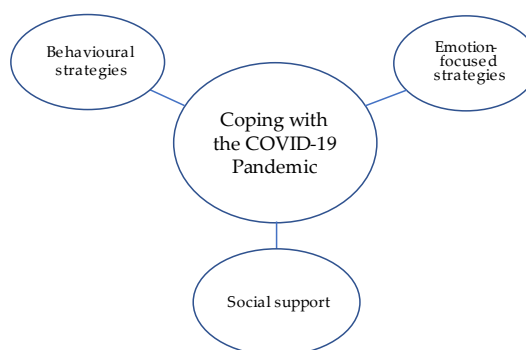 Behavioural
strategies
Emotion-
focused
strategies
Coping with
the COVID-19
Pandemic
Social support